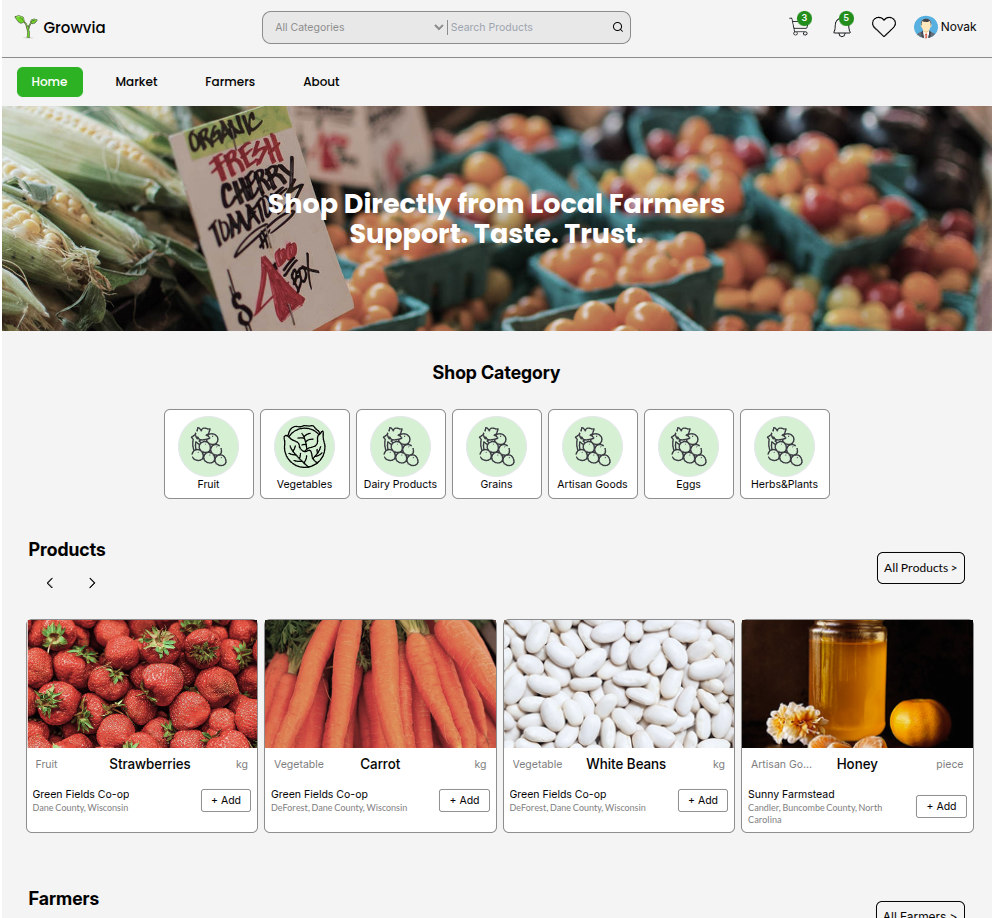 Growvia
All Categories
Search Products
3
5
Novak
Home
Market
Farmers
About
ORGANIC
FRESH
CHERRY
TOMATO
$4.00
BOX
Shop Directly from Local Farmers
Support. Taste. Trust.
Shop Category
Fruit
Vegetables
Dairy Products
Grains
Artisan Goods
Eggs
Herbs&Plants
Products
<
>
All Products >
Fruit
Strawberries
kg
Green Fields Co-op
Dane County, Wisconsin
+ Add
Vegetable
Carrot
kg
Green Fields Co-op
DeForest, Dane County, Wisconsin
+ Add
Vegetable
White Beans
kg
Green Fields Co-op
DeForest, Dane County, Wisconsin
+ Add
Artisan Go...
Honey
piece
Sunny Farmstead
Candler, Buncombe County, North
Carolina
+ Add
Farmers
All Farmers >